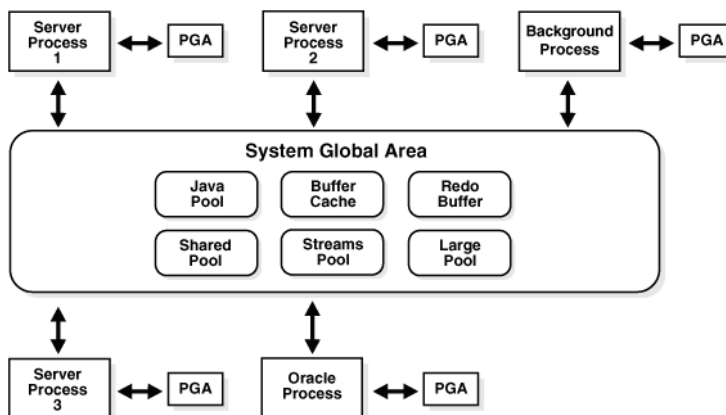 Server
Process
1
PGA
Server
Process
2
PGA
Background
Process
PGA
System Global Area
Java
Pool
Buffer
Cache
Redo
Buffer
Shared
Pool
Streams
Pool
Large
Pool
Server
Process
3
PGA
Oracle
Process
PGA